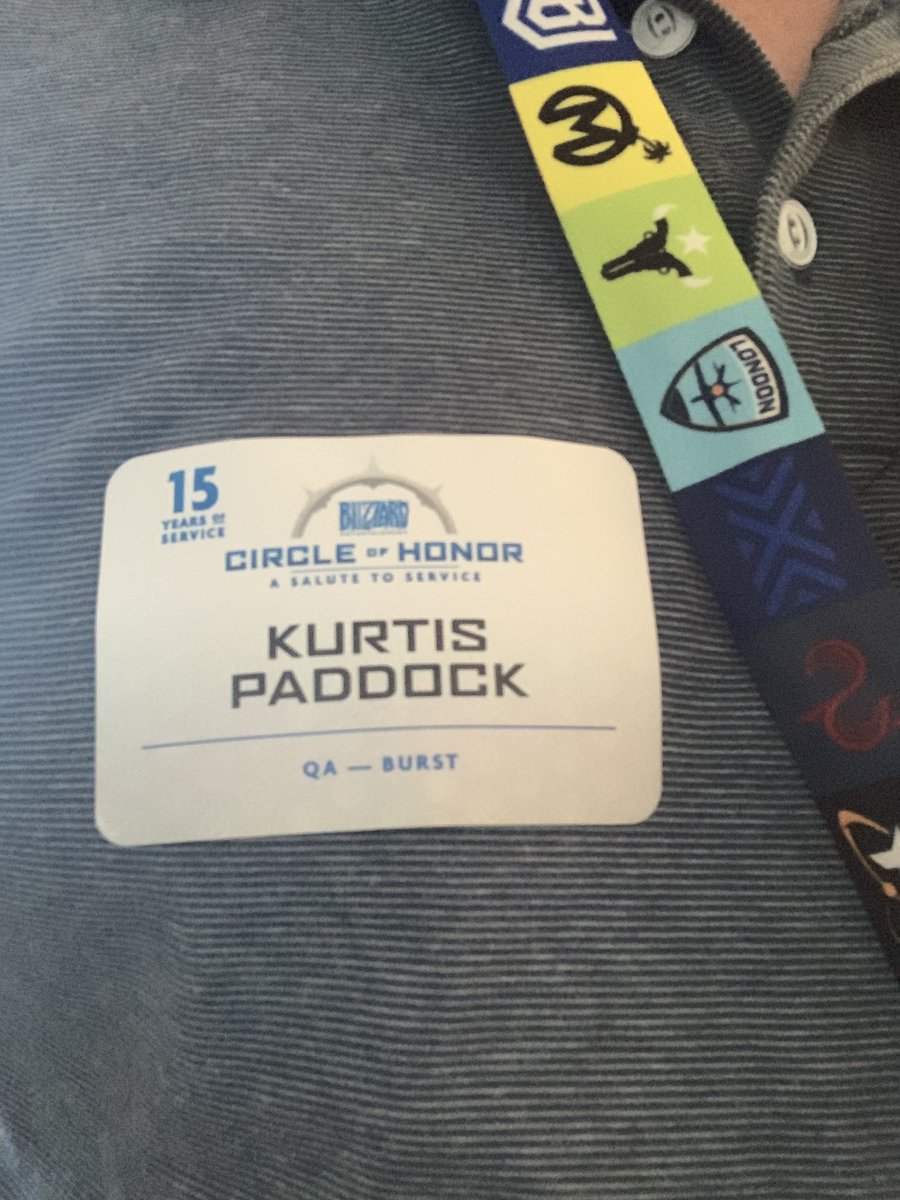 LONDON
15
YEARS OF
SERVICE
BLIZZARD
CIRCLE OF HONOR
A SALUTE TO SERVICE
KURTIS
PADDOCK
QA — BURST